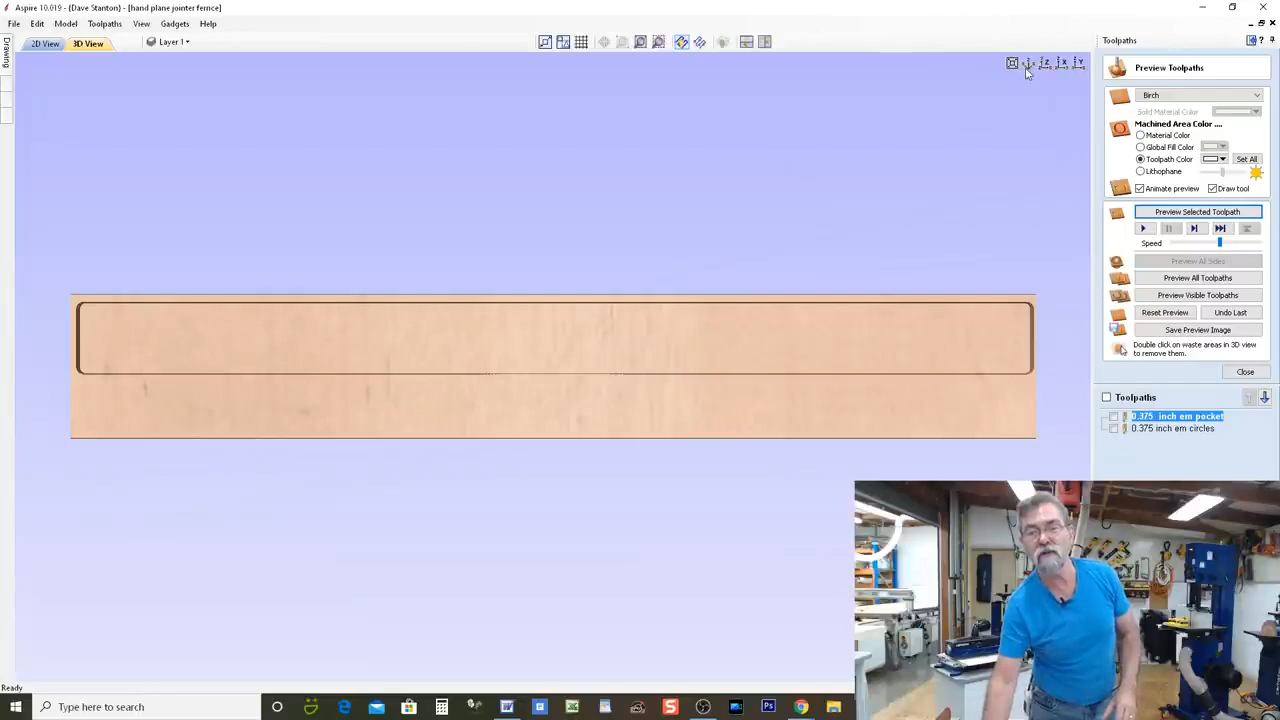 Aspire 10.019 - (Dave Stanton) - [hand plane jointer fernce]
File Edit Model Toolpaths View Gadgets Help
2D View 3D View Layer 1
Drawing
Toolpaths
Preview Toolpaths
Birch
Solid Material Color
Machined Area Color ....
Material Color
Global Fill Color
Toolpath Color Set All
Lithophane
Animate preview Draw tool
Preview Selected Toolpath
Speed
Preview All Sides
Preview All Toolpaths
Preview Visible Toolpaths
Reset Preview Undo Last
Save Preview Image
Double click on waste areas in 3D view
to remove them.
Close
Toolpaths
0.375 inch em pocket
0.375 inch em circles
Ready
Type here to search